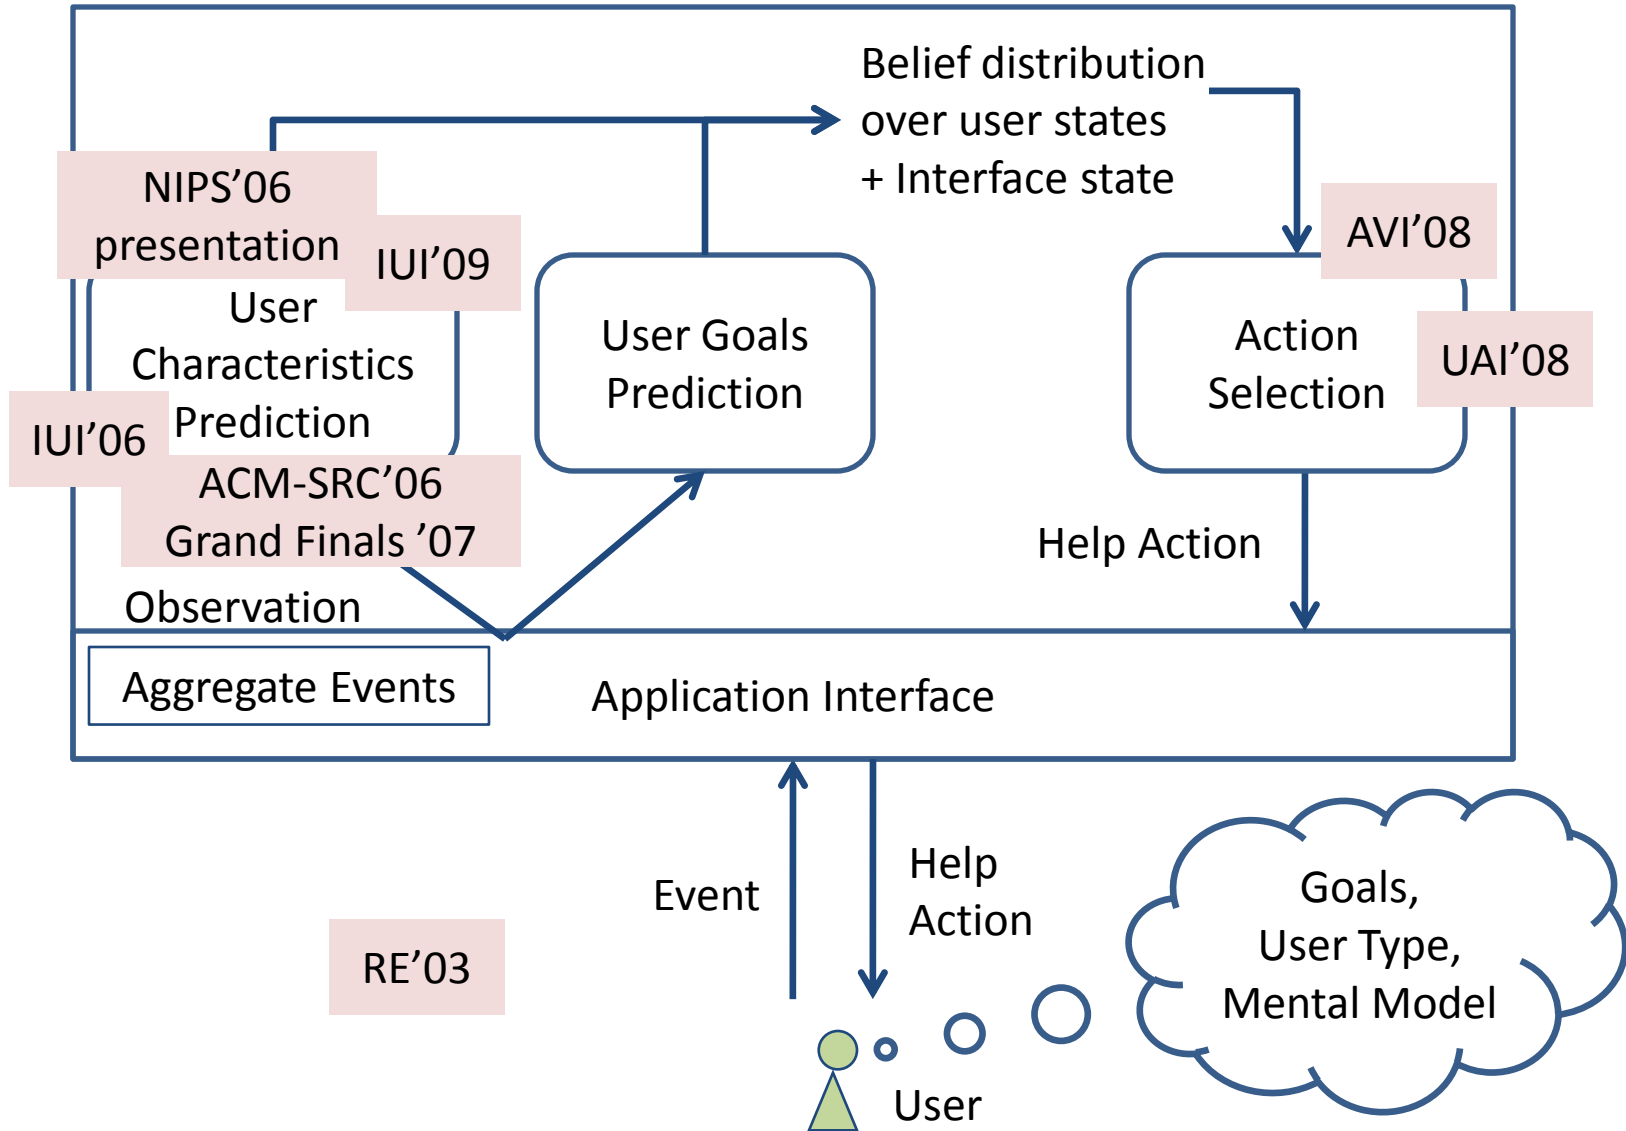 Belief distribution
over user states
+ Interface state
NIPS’06
presentation
IUI’09
AVI’08
User
Characteristics
Prediction
User Goals
Prediction
Action
Selection
UAI’08
IUI’06
ACM-SRC’06
Grand Finals ’07
Help Action
Observation
Aggregate Events
Application Interface
Event
Help
Action
RE’03
Goals,
User Type,
Mental Model
User